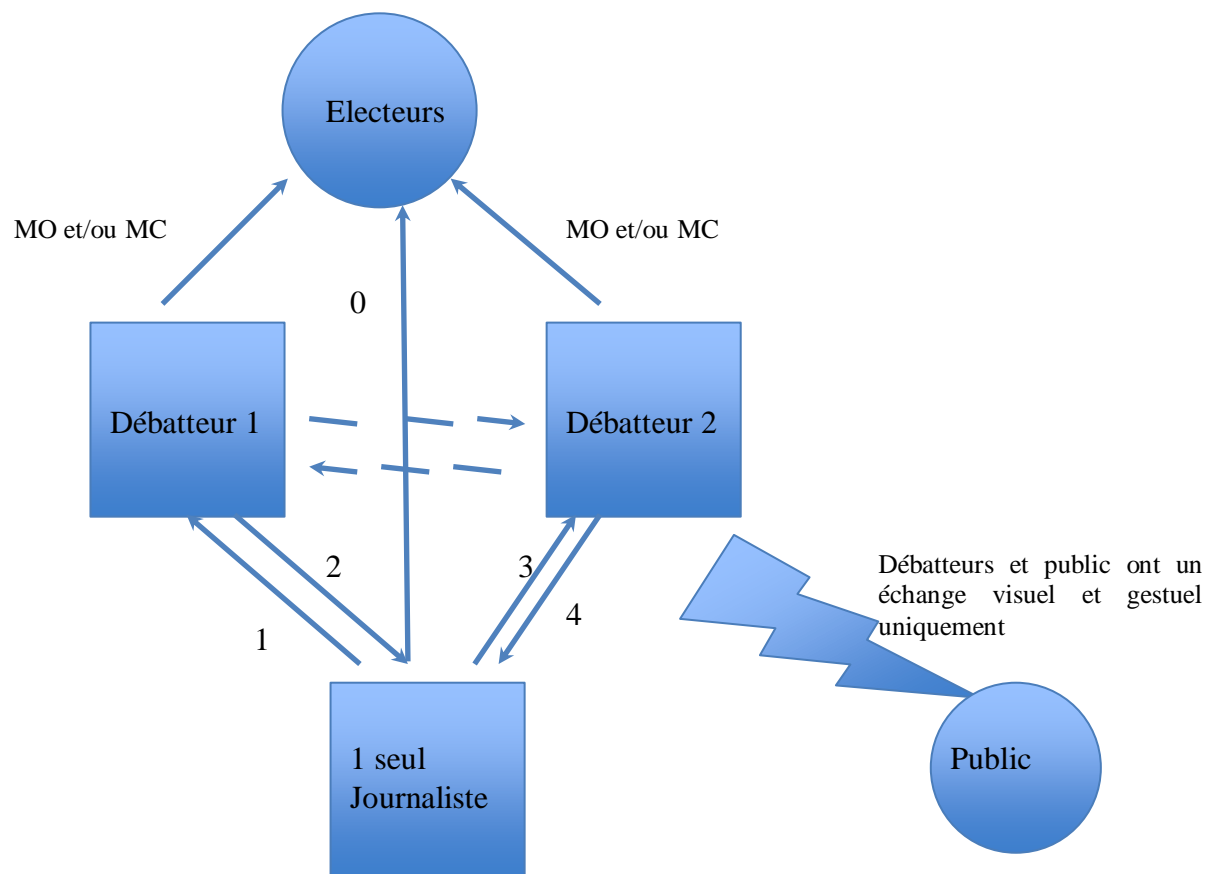 Electeurs
MO et/ou MC
MO et/ou MC
0
Débatteur 1
Débatteur 2
2
3
1
4
Débatteurs et public ont un
échange visuel et gestuel
uniquement
1 seul
Journaliste
Public